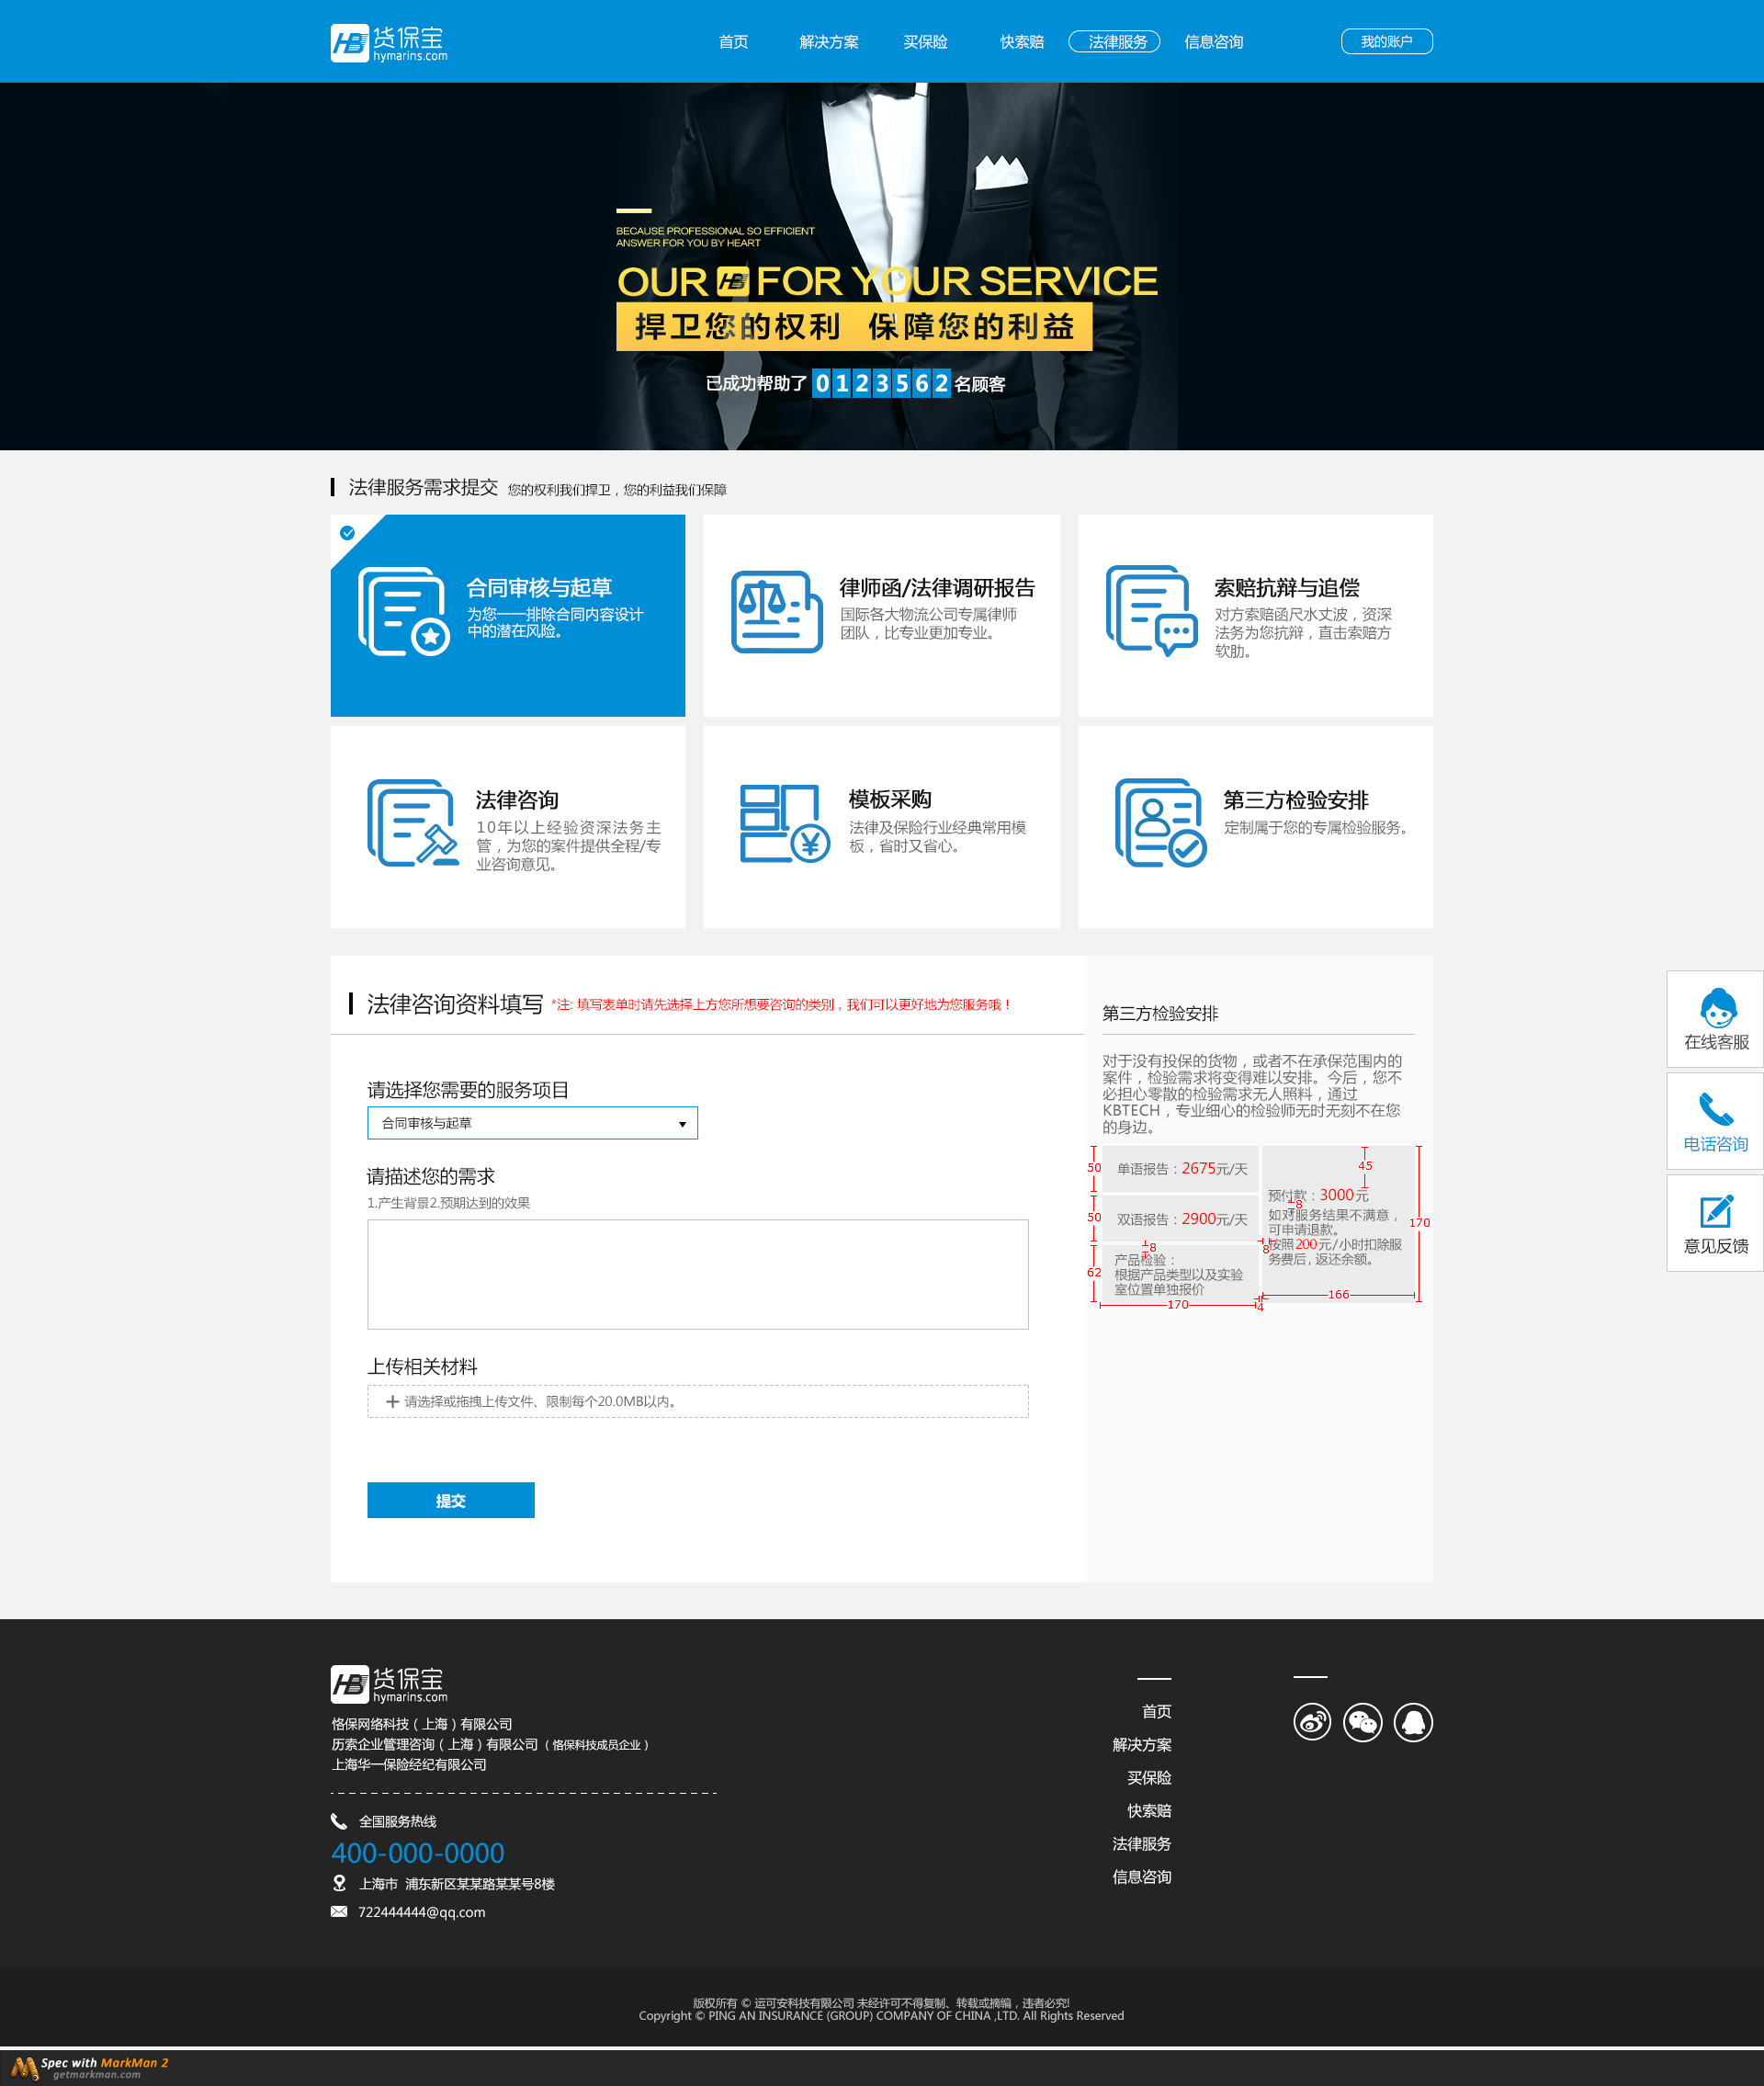 HB 货保宝
hymarins.com
首页 解决方案 买保险 快索赔 法律服务 信息咨询 我的账户
BECAUSE PROFESSIONAL SO EFFICIENT
ANSWER FOR YOU BY HEART
OUR HB FOR YOUR SERVICE
捍卫您的权利 保障您的利益
已成功帮助了 0123562 名顾客
法律服务需求提交 您的权利我们捍卫，您的利益我们保障
合同审核与起草
为您一一排除合同内容设计
中的潜在风险。
律师函/法律调研报告
国际各大物流公司专属律师
团队，比专业更加专业。
索赔抗辩与追偿
对方索赔函尺水丈波，资深
法务为您抗辩，直击索赔方
软肋。
法律咨询
10年以上经验资深法务主
管，为您的案件提供全程/专
业咨询意见。
模板采购
法律及保险行业经典常用模
板，省时又省心。
第三方检验安排
定制属于您的专属检验服务。
法律咨询资料填写 *注: 填写表单时请先选择上方您所想要咨询的类别，我们可以更好地为您服务哦！
请选择您需要的服务项目
合同审核与起草
请描述您的需求
1.产生背景2.预期达到的效果
上传相关材料
请选择或拖拽上传文件、限制每个20.0MB以内。
提交
第三方检验安排
对于没有投保的货物，或者不在承保范围内的
案件，检验需求将变得难以安排。今后，您不
必担心零散的检验需求无人照料，通过
KBTECH，专业细心的检验师无时无刻不在您
的身边。
50
单语报告：2675元/天
50
双语报告：2900元/天
8
62
产品检验：
根据产品类型以及实验
室位置单独报价
170
4
8
45
预付款：3000元
8
如对服务结果不满意，
可申请退款。
按照200元/小时扣除服
务费后，返还余额。
166
170
在线客服
电话咨询
意见反馈
HB 货保宝
hymarins.com
恪保网络科技（上海）有限公司
历索企业管理咨询（上海）有限公司（恪保科技成员企业）
上海华一保险经纪有限公司
全国服务热线
400-000-0000
上海市 浦东新区某某路某某号8楼
722444444@qq.com
首页
解决方案
买保险
快索赔
法律服务
信息咨询
版权所有 © 运可安科技有限公司 未经许可不得复制、转载或摘编，违者必究!
Copyright © PING AN INSURANCE (GROUP) COMPANY OF CHINA ,LTD. All Rights Reserved
Spec with MarkMan 2
getmarkman.com